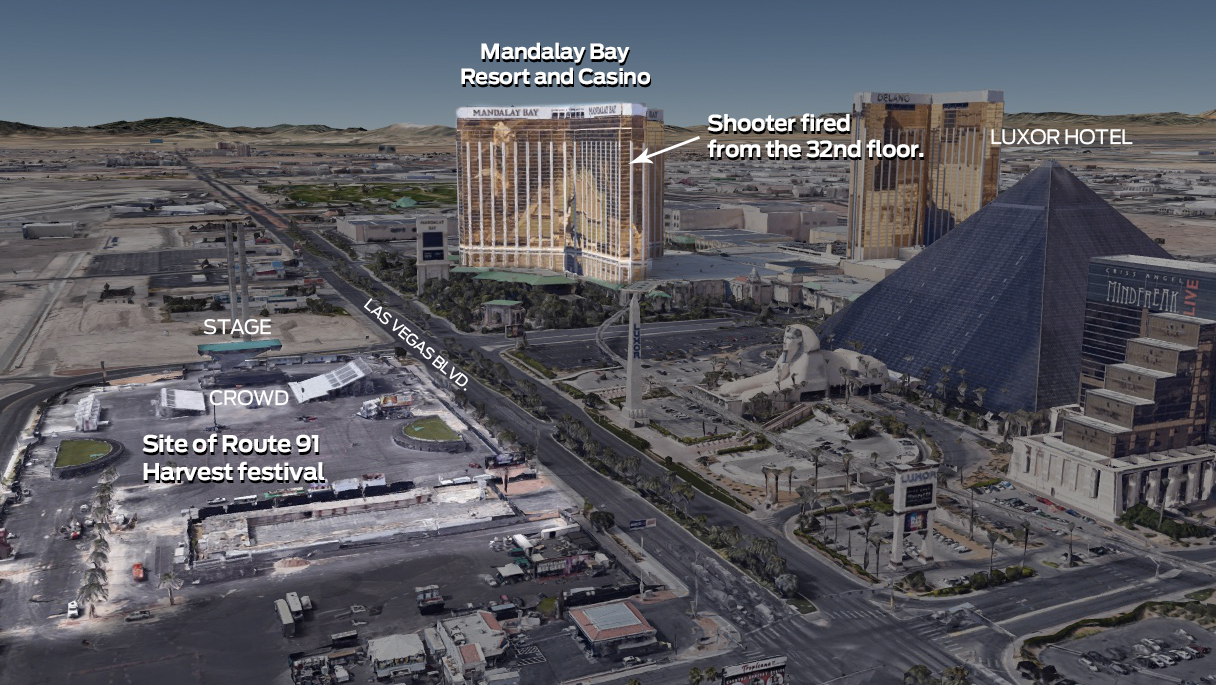 Mandalay Bay
Resort and Casino
MANDALAY BAY
MANDALAY BAY
DELANO
Shooter fired
from the 32nd floor.
LUXOR HOTEL
CRISS ANGEL
MINDFREAK
LIVE
STAGE
LAS VEGAS BLVD.
LUXOR
CROWD
Site of Route 91
Harvest festival
LUXOR
Tropicana